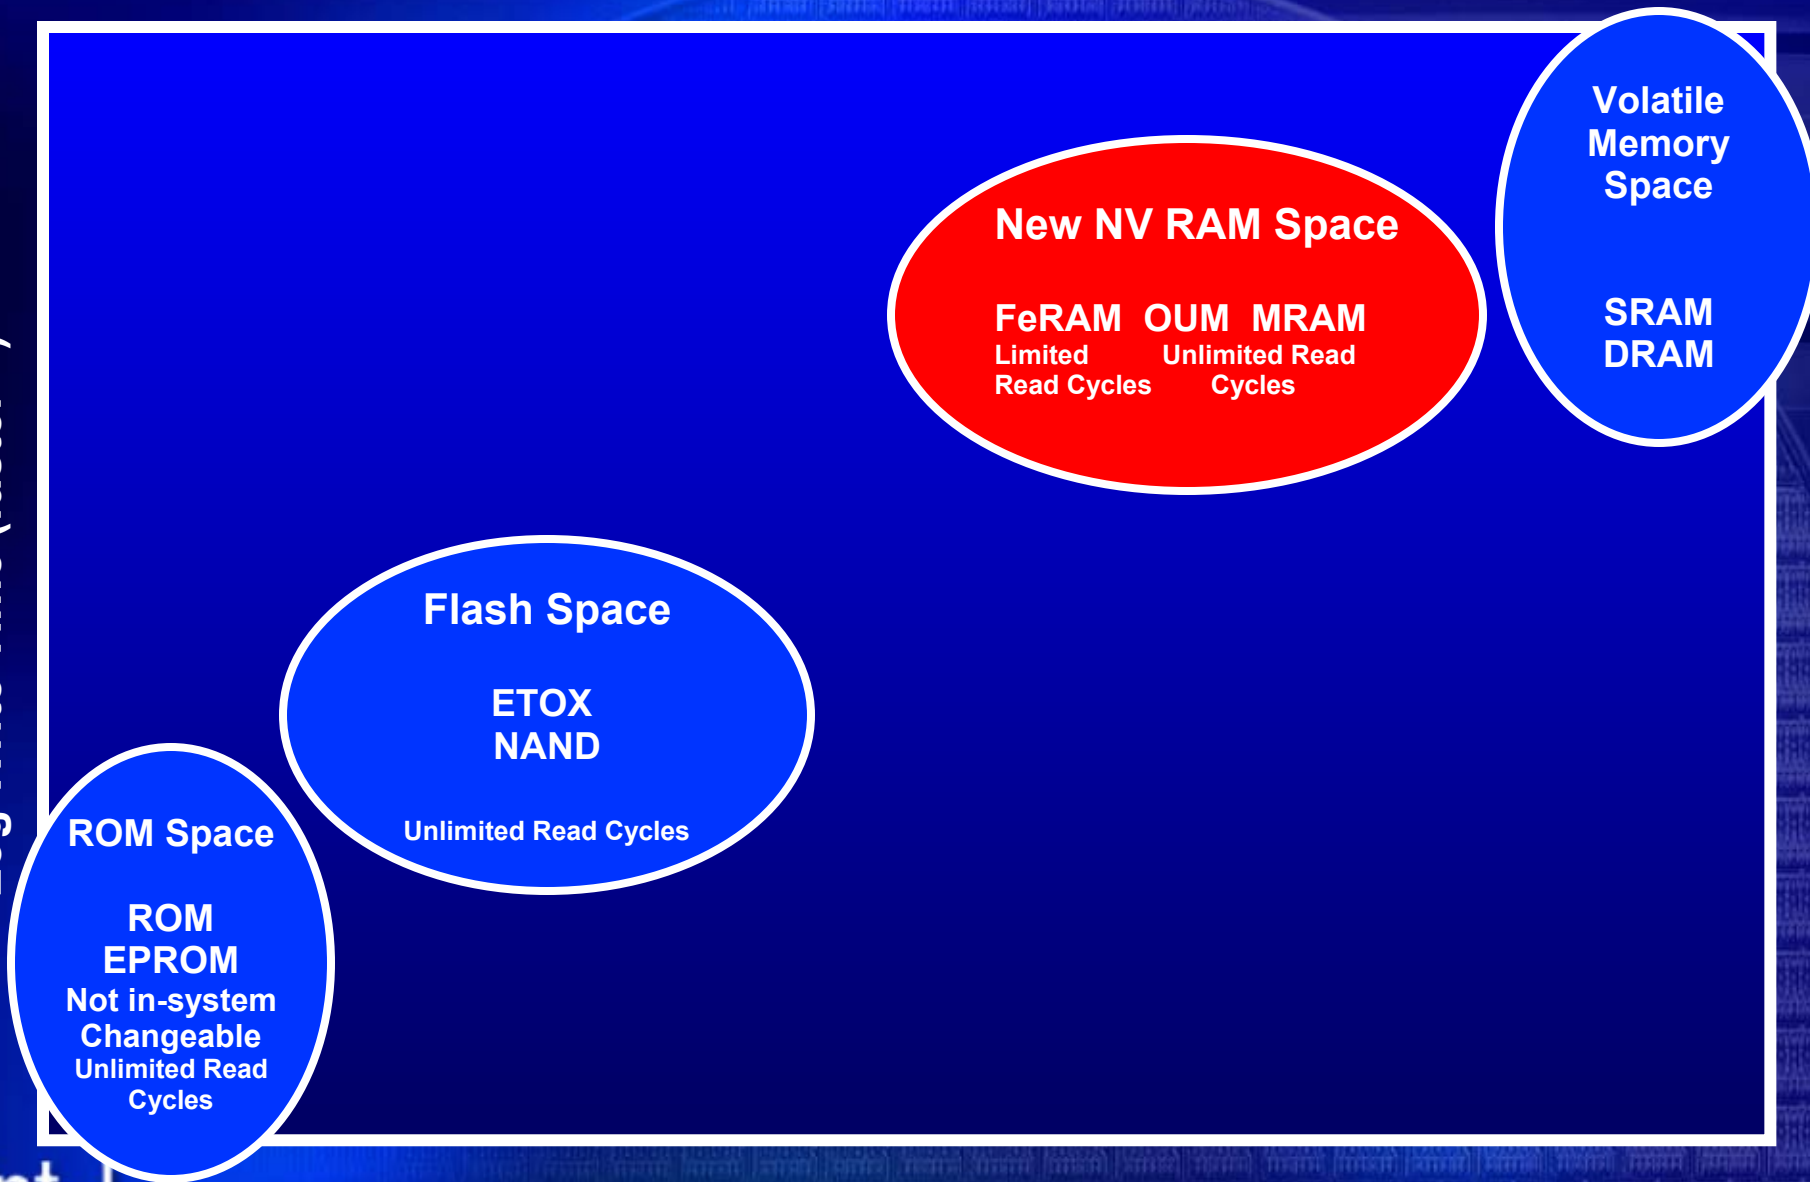 Volatile
Memory
Space
SRAM
DRAM
New NV RAM Space
FeRAM OUM MRAM
Limited Unlimited Read
Read Cycles Cycles
Flash Space
ETOX
NAND
Unlimited Read Cycles
ROM Space
ROM
EPROM
Not in-system
Changeable
Unlimited Read
Cycles